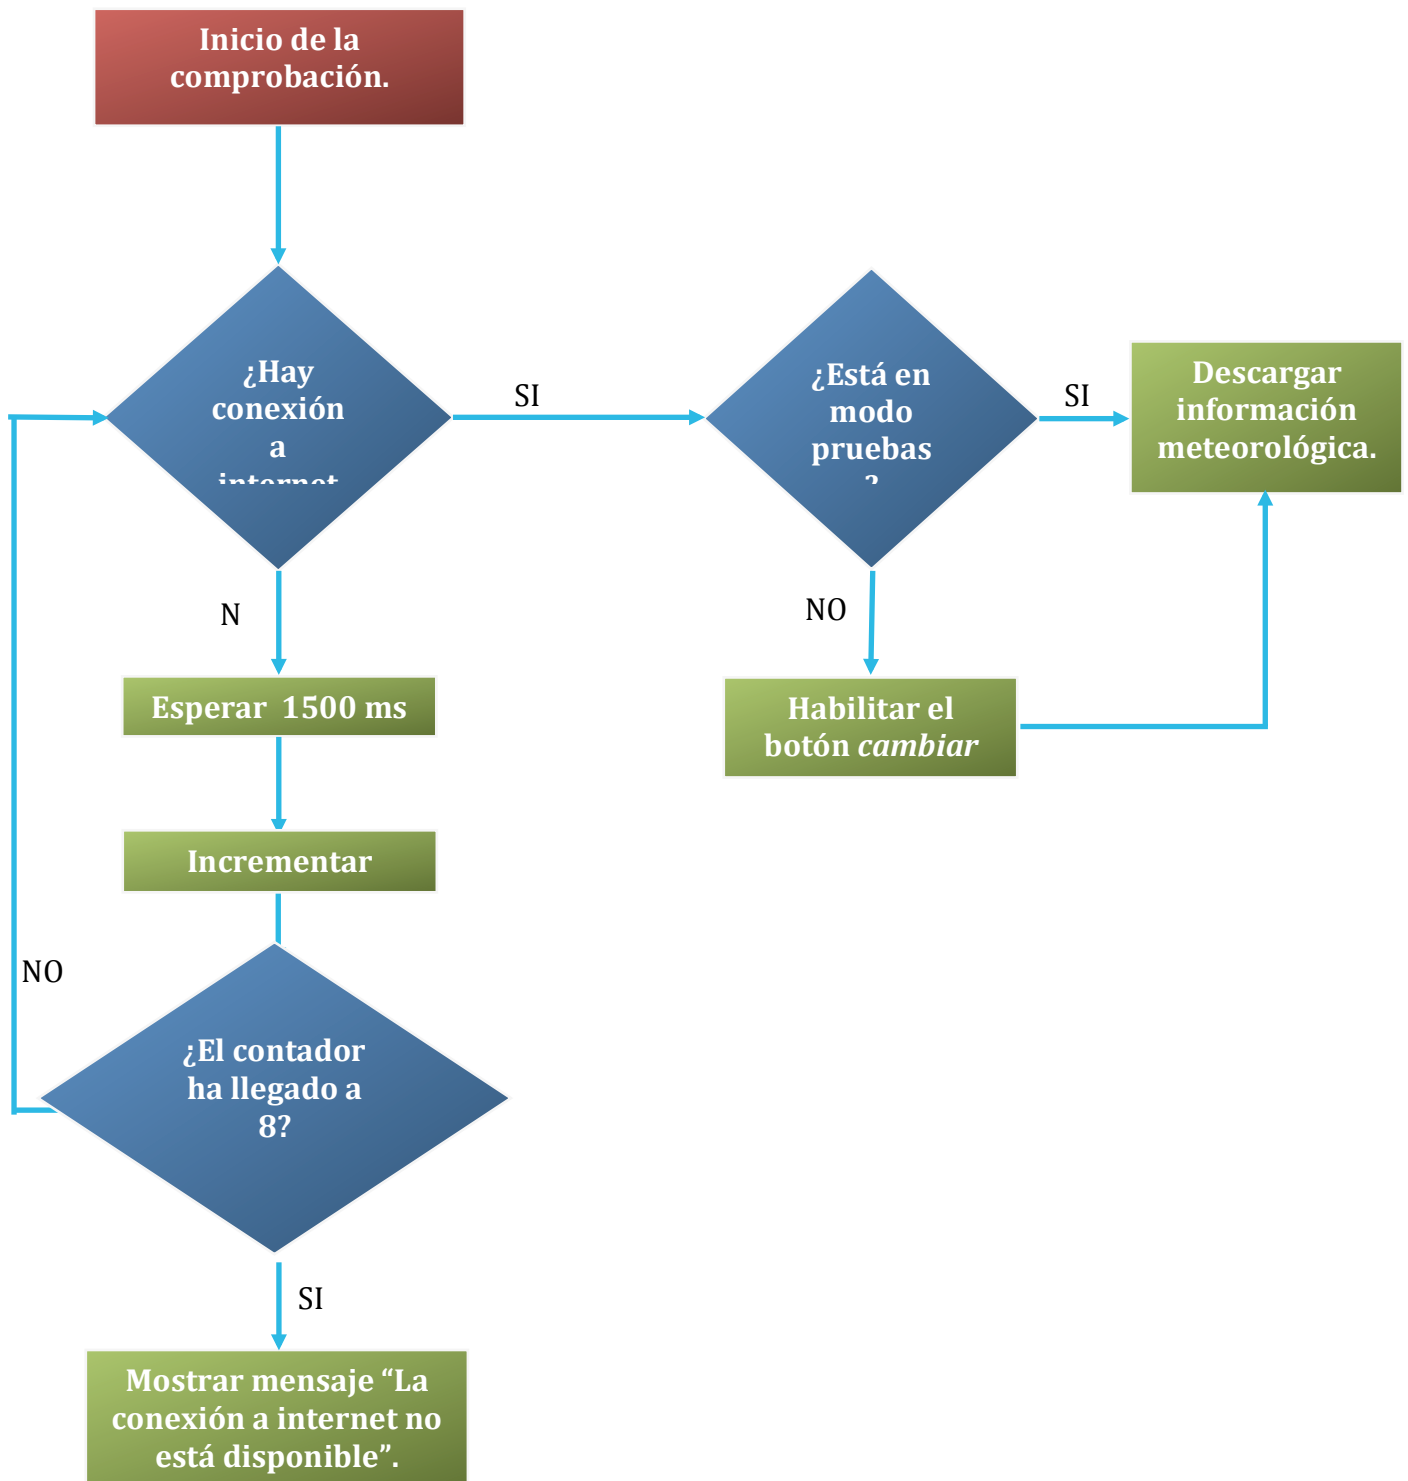 Inicio de la
comprobación.
¿Hay
conexión
a
internet
SI
¿Está en
modo
pruebas
?
SI
Descargar
información
meteorológica.
N
NO
Esperar 1500 ms
Habilitar el
botón cambiar
Incrementar
NO
¿El contador
ha llegado a
8?
SI
Mostrar mensaje “La
conexión a internet no
está disponible”.